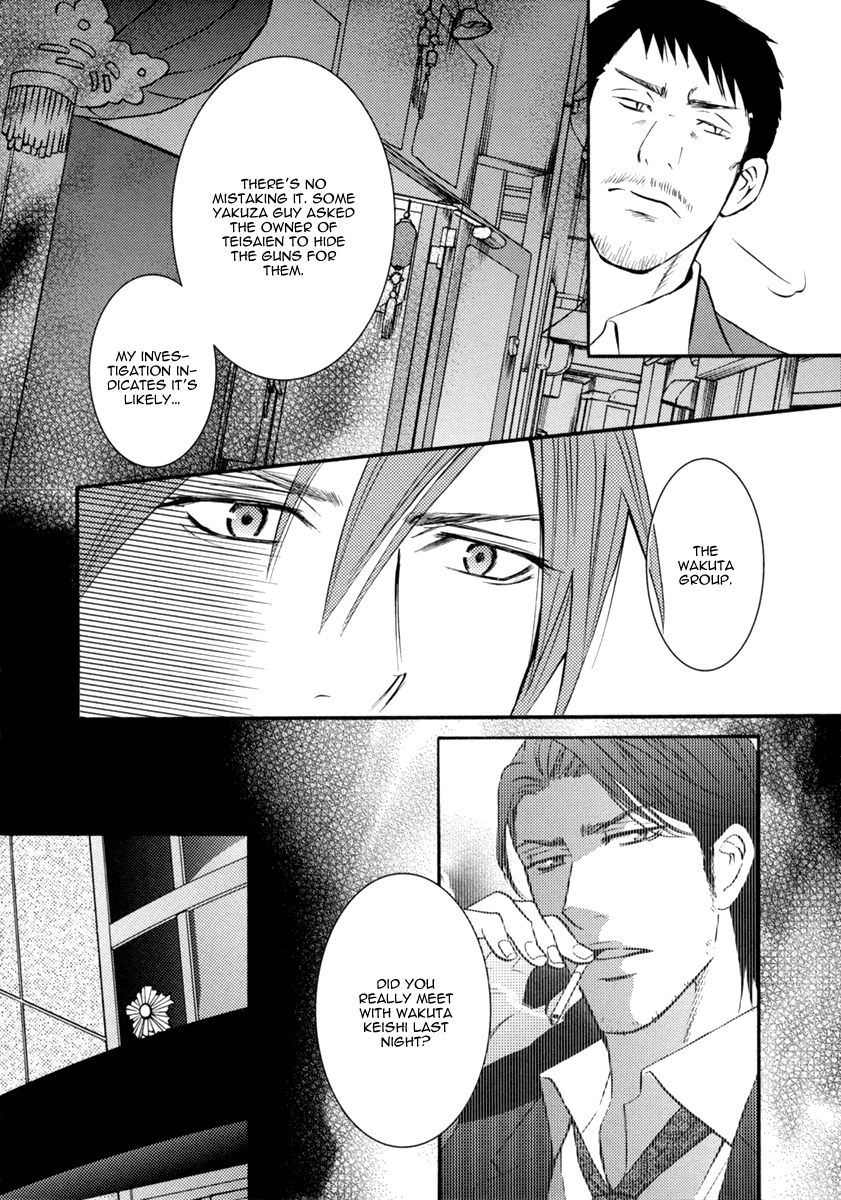 THERE'S NO
MISTAKING IT. SOME
YAKUZA GUY ASKED
THE OWNER OF
TEISAIEN TO HIDE
THE GUNS FOR
THEM.
MY INVES-
TIGATION IN-
DICATES IT'S
LIKELY...
THE
WAKUTA
GROUP.
DID YOU
REALLY MEET
WITH WAKUTA
KEISHI LAST
NIGHT?